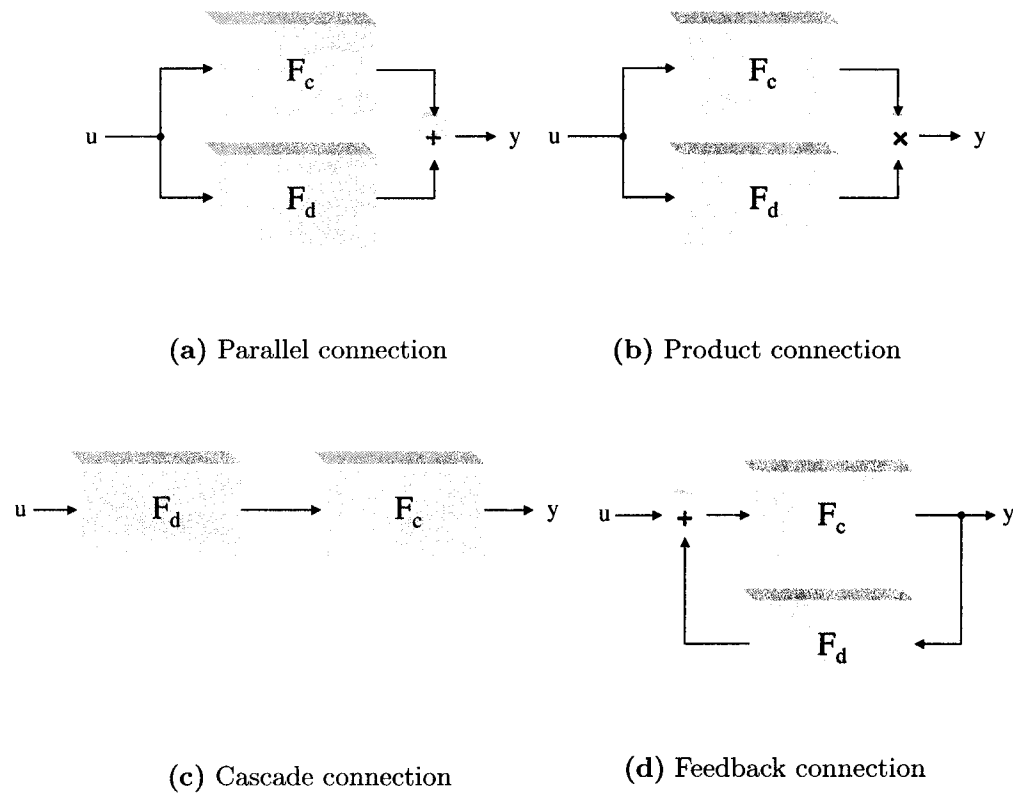 F_c
u + y
F_d
(a) Parallel connection
F_c
u × y
F_d
(b) Product connection
u F_d F_c y
(c) Cascade connection
u + F_c y
F_d
(d) Feedback connection